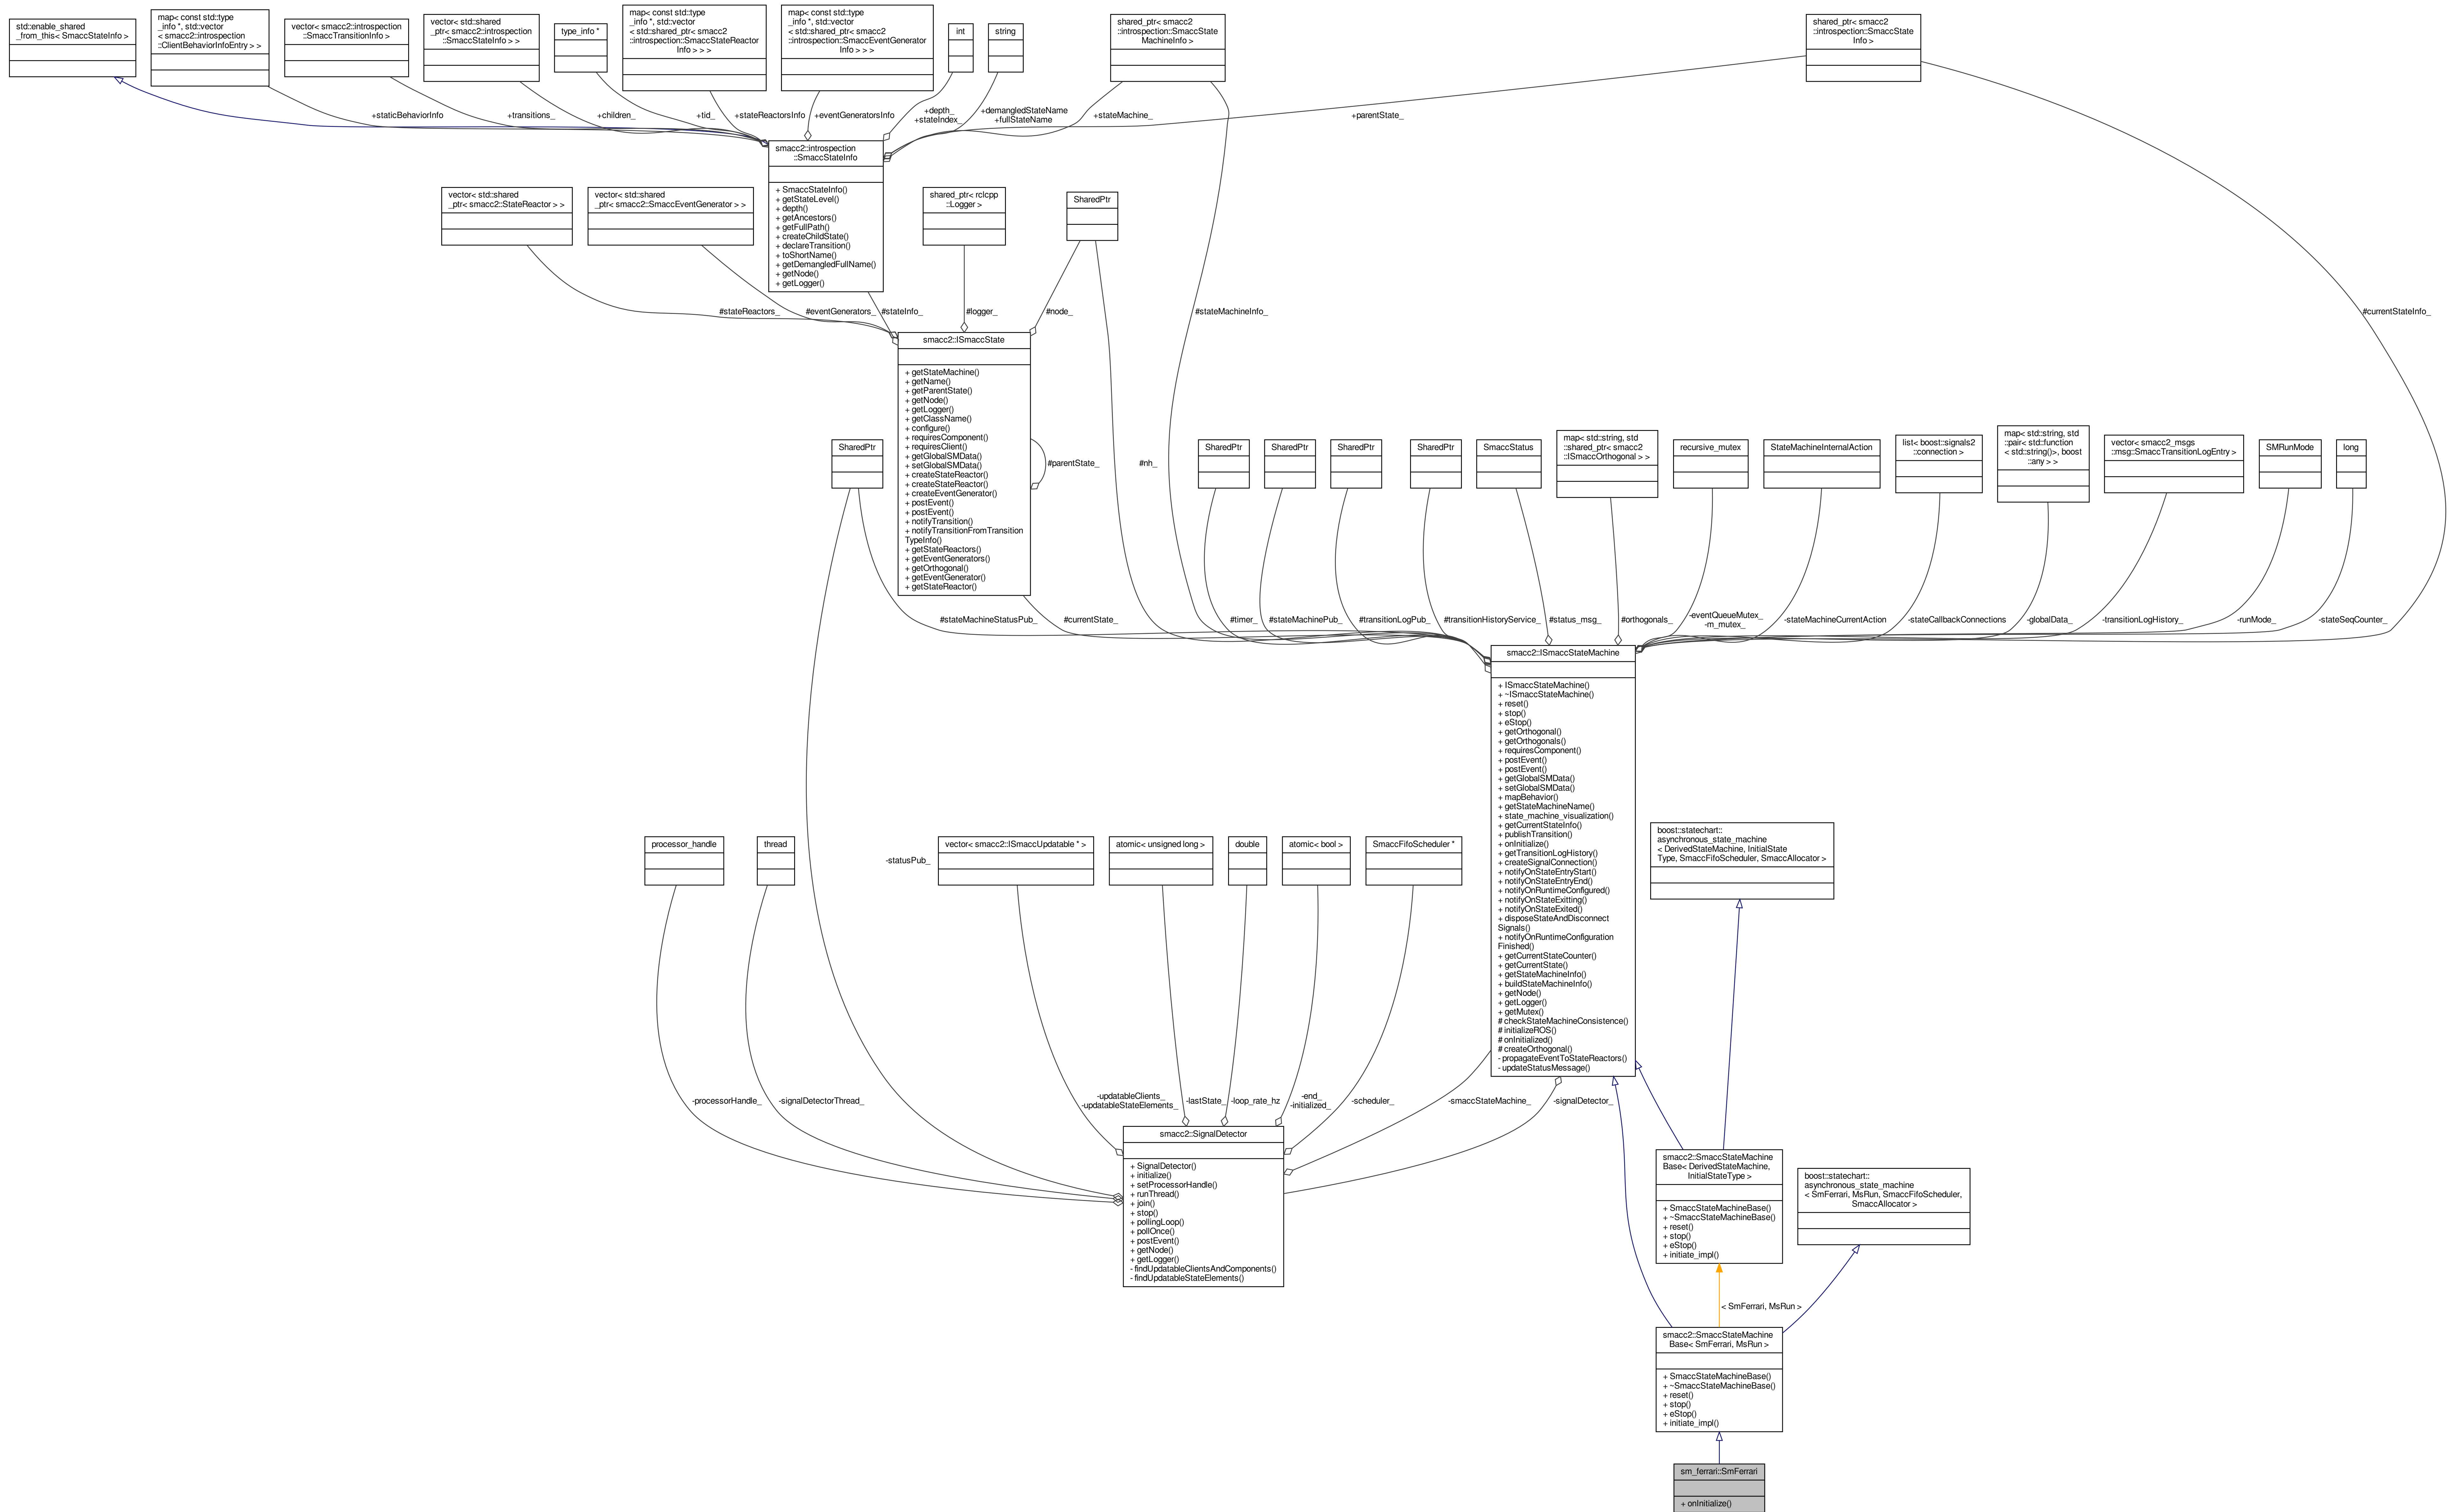 std::enable_shared
_from_this< SmaccStateInfo >
map< const std::type
_info *, std::vector
< smacc2::introspection
::ClientBehaviorInfoEntry > >
vector< smacc2::introspection
::SmaccTransitionInfo >
vector< std::shared
_ptr< smacc2::introspection
::SmaccStateInfo > >
type_info *
map< const std::type
_info *, std::vector
< std::shared_ptr< smacc2
::introspection::SmaccStateReactor
Info > > >
map< const std::type
_info *, std::vector
< std::shared_ptr< smacc2
::introspection::SmaccEventGenerator
Info > > >
int
string
shared_ptr< smacc2
::introspection::SmaccState
MachineInfo >
shared_ptr< smacc2
::introspection::SmaccState
Info >
+staticBehaviorInfo
+transitions_
+children_
+tid_
+stateReactorsInfo
+eventGeneratorsInfo
+depth_
+stateIndex_
+demangledStateName
+fullStateName
+stateMachine_
+parentState_
smacc2::introspection
::SmaccStateInfo
+ SmaccStateInfo()
+ getStateLevel()
+ depth()
+ getAncestors()
+ getFullPath()
+ createChildState()
+ declareTransition()
+ toShortName()
+ getDemangledFullName()
+ getNode()
+ getLogger()
vector< std::shared
_ptr< smacc2::StateReactor > >
vector< std::shared
_ptr< smacc2::SmaccEventGenerator > >
shared_ptr< rclcpp
::Logger >
SharedPtr
#stateReactors_
#eventGenerators_
#stateInfo_
#logger_
#node_
#stateMachineInfo_
#currentStateInfo_
smacc2::ISmaccState
+ getStateMachine()
+ getName()
+ getParentState()
+ getNode()
+ getLogger()
+ getClassName()
+ configure()
+ requiresComponent()
+ requiresClient()
+ getGlobalSMData()
+ setGlobalSMData()
+ createStateReactor()
+ createStateReactor()
+ createEventGenerator()
+ postEvent()
+ postEvent()
+ notifyTransition()
+ notifyTransitionFromTransition
TypeInfo()
+ getStateReactors()
+ getEventGenerators()
+ getOrthogonal()
+ getEventGenerator()
+ getStateReactor()
#parentState_
#nh_
SharedPtr
SharedPtr
SharedPtr
SharedPtr
SharedPtr
SmaccStatus
map< std::string, std
::shared_ptr< smacc2
::ISmaccOrthogonal > >
recursive_mutex
StateMachineInternalAction
list< boost::signals2
::connection >
map< std::string, std
::pair< std::function
< std::string()>, boost
::any > >
vector< smacc2_msgs
::msg::SmaccTransitionLogEntry >
SMRunMode
long
#stateMachineStatusPub_
#currentState_
#timer_
#stateMachinePub_
#transitionLogPub_
#transitionHistoryService_
#status_msg_
#orthogonals_
-eventQueueMutex_
-m_mutex_
-stateMachineCurrentAction
-stateCallbackConnections
-globalData_
-transitionLogHistory_
-runMode_
-stateSeqCounter_
smacc2::ISmaccStateMachine
+ ISmaccStateMachine()
+ ~ISmaccStateMachine()
+ reset()
+ stop()
+ eStop()
+ getOrthogonal()
+ getOrthogonals()
+ requiresComponent()
+ postEvent()
+ postEvent()
+ getGlobalSMData()
+ setGlobalSMData()
+ mapBehavior()
+ getStateMachineName()
+ state_machine_visualization()
+ getCurrentStateInfo()
+ publishTransition()
+ onInitialize()
+ getTransitionLogHistory()
+ createSignalConnection()
+ notifyOnStateEntryStart()
+ notifyOnStateEntryEnd()
+ notifyOnRuntimeConfigured()
+ notifyOnStateExitting()
+ notifyOnStateExited()
+ disposeStateAndDisconnect
Signals()
+ notifyOnRuntimeConfiguration
Finished()
+ getCurrentStateCounter()
+ getCurrentState()
+ getStateMachineInfo()
+ buildStateMachineInfo()
+ getNode()
+ getLogger()
+ getMutex()
# checkStateMachineConsistence()
# initializeROS()
# onInitialized()
# createOrthogonal()
- propagateEventToStateReactors()
- updateStatusMessage()
processor_handle
thread
-statusPub_
vector< smacc2::ISmaccUpdatable * >
atomic< unsigned long >
double
atomic< bool >
SmaccFifoScheduler *
boost::statechart::
asynchronous_state_machine
< DerivedStateMachine, InitialState
Type, SmaccFifoScheduler, SmaccAllocator >
-processorHandle_
-signalDetectorThread_
-updatableClients_
-updatableStateElements_
-lastState_
-loop_rate_hz
-end_
-initialized_
-scheduler_
-smaccStateMachine_
-signalDetector_
smacc2::SignalDetector
+ SignalDetector()
+ initialize()
+ setProcessorHandle()
+ runThread()
+ join()
+ stop()
+ pollingLoop()
+ pollOnce()
+ postEvent()
+ getNode()
+ getLogger()
- findUpdatableClientsAndComponents()
- findUpdatableStateElements()
smacc2::SmaccStateMachine
Base< DerivedStateMachine,
InitialStateType >
+ SmaccStateMachineBase()
+ ~SmaccStateMachineBase()
+ reset()
+ stop()
+ eStop()
+ initiate_impl()
boost::statechart::
asynchronous_state_machine
< SmFerrari, MsRun, SmaccFifoScheduler,
SmaccAllocator >
< SmFerrari, MsRun >
smacc2::SmaccStateMachine
Base< SmFerrari, MsRun >
+ SmaccStateMachineBase()
+ ~SmaccStateMachineBase()
+ reset()
+ stop()
+ eStop()
+ initiate_impl()
sm_ferrari::SmFerrari
+ onInitialize()